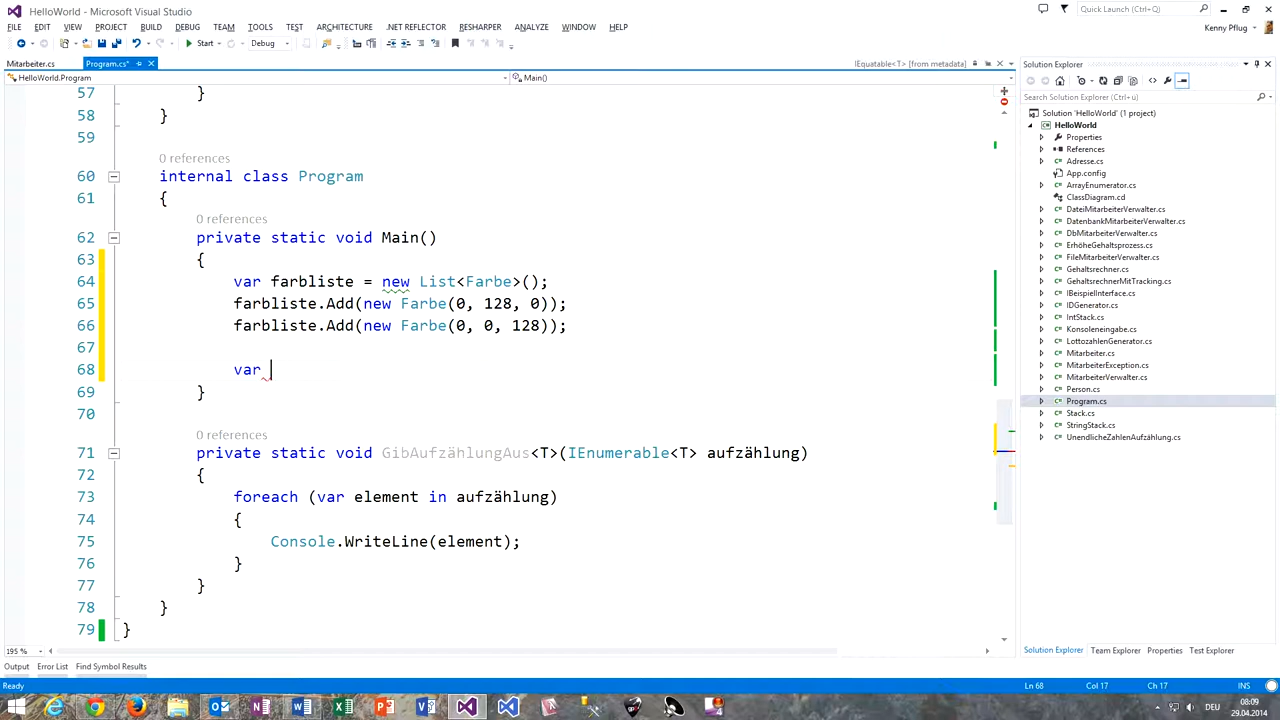 HelloWorld - Microsoft Visual Studio
Quick Launch (Ctrl+Q)
FILE EDIT VIEW PROJECT BUILD DEBUG TEAM TOOLS TEST ARCHITECTURE .NET REFLECTOR RESHARPER ANALYZE WINDOW HELP
Kenny Pflug
Start Debug
Mitarbeiter.cs Program.cs*
IEquatable<T> [from metadata]
HelloWorld.Program
Main()
57 }
58 }
59
0 references
60 internal class Program
61 {
0 references
62 private static void Main()
63 {
64 var farbliste = new List<Farbe>();
65 farbliste.Add(new Farbe(0, 128, 0));
66 farbliste.Add(new Farbe(0, 0, 128));
67
68 var
69 }
70
0 references
71 private static void GibAufzählungAus<T>(IEnumerable<T> aufzählung)
72 {
73 foreach (var element in aufzählung)
74 {
75 Console.WriteLine(element);
76 }
77 }
78 }
79 }
195 %
Solution Explorer
Search Solution Explorer (Ctrl+ü)
Solution 'HelloWorld' (1 project)
HelloWorld
Properties
References
Adresse.cs
App.config
ArrayEnumerator.cs
ClassDiagram.cd
DateiMitarbeiterVerwalter.cs
DatenbankMitarbeiterVerwalter.cs
DbMitarbeiterVerwalter.cs
ErhöheGehaltsprozess.cs
FileMitarbeiterVerwalter.cs
Gehaltsrechner.cs
GehaltsrechnerMitTracking.cs
IBeispielInterface.cs
IDGenerator.cs
IntStack.cs
Konsoleneingabe.cs
LottozahlenGenerator.cs
Mitarbeiter.cs
MitarbeiterException.cs
MitarbeiterVerwalter.cs
Person.cs
Program.cs
Stack.cs
StringStack.cs
UnendlicheZahlenAufzählung.cs
Solution Explorer Team Explorer Properties Test Explorer
Output Error List Find Symbol Results
Ready
Ln 68 Col 17 Ch 17 INS
DEU
08:09
29.04.2014